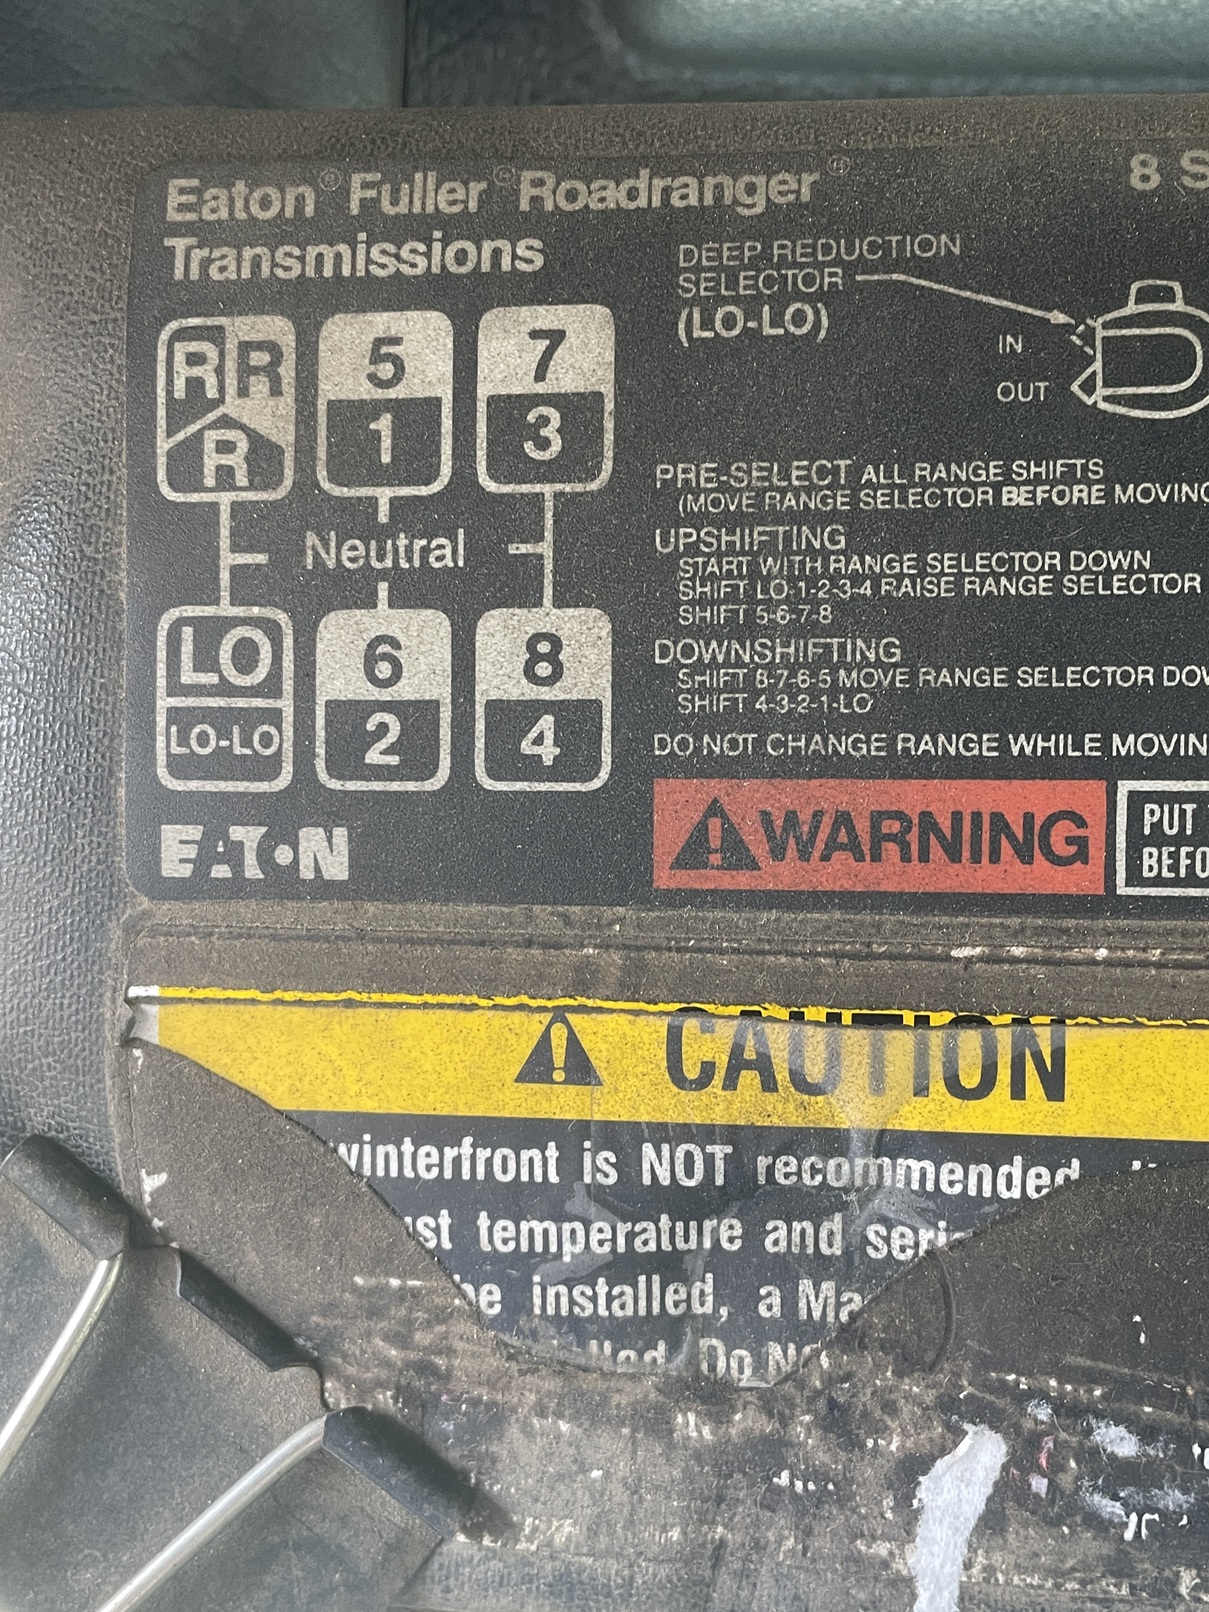 Eaton® Fuller® Roadranger®
Transmissions
8 S
DEEP REDUCTION
SELECTOR
(LO-LO)
IN
OUT
R R 5 7
R 1 3
Neutral
LO 6 8
LO-LO 2 4
EATON
PRE-SELECT ALL RANGE SHIFTS
(MOVE RANGE SELECTOR BEFORE MOVING
UPSHIFTING
START WITH RANGE SELECTOR DOWN
SHIFT LO-1-2-3-4 RAISE RANGE SELECTOR
SHIFT 5-6-7-8
DOWNSHIFTING
SHIFT 8-7-6-5 MOVE RANGE SELECTOR DOW
SHIFT 4-3-2-1-LO
DO NOT CHANGE RANGE WHILE MOVIN
WARNING
PUT
BEFO
CAUTION
winterfront is NOT recommended
temperature and
installed, a Ma
Do NO